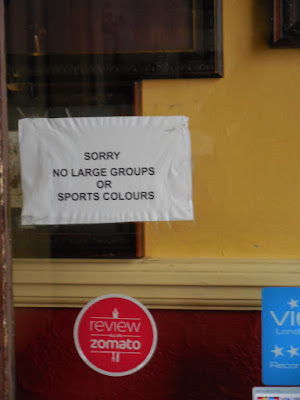 SORRY
NO LARGE GROUPS
OR
SPORTS COLOURS
review
zomato